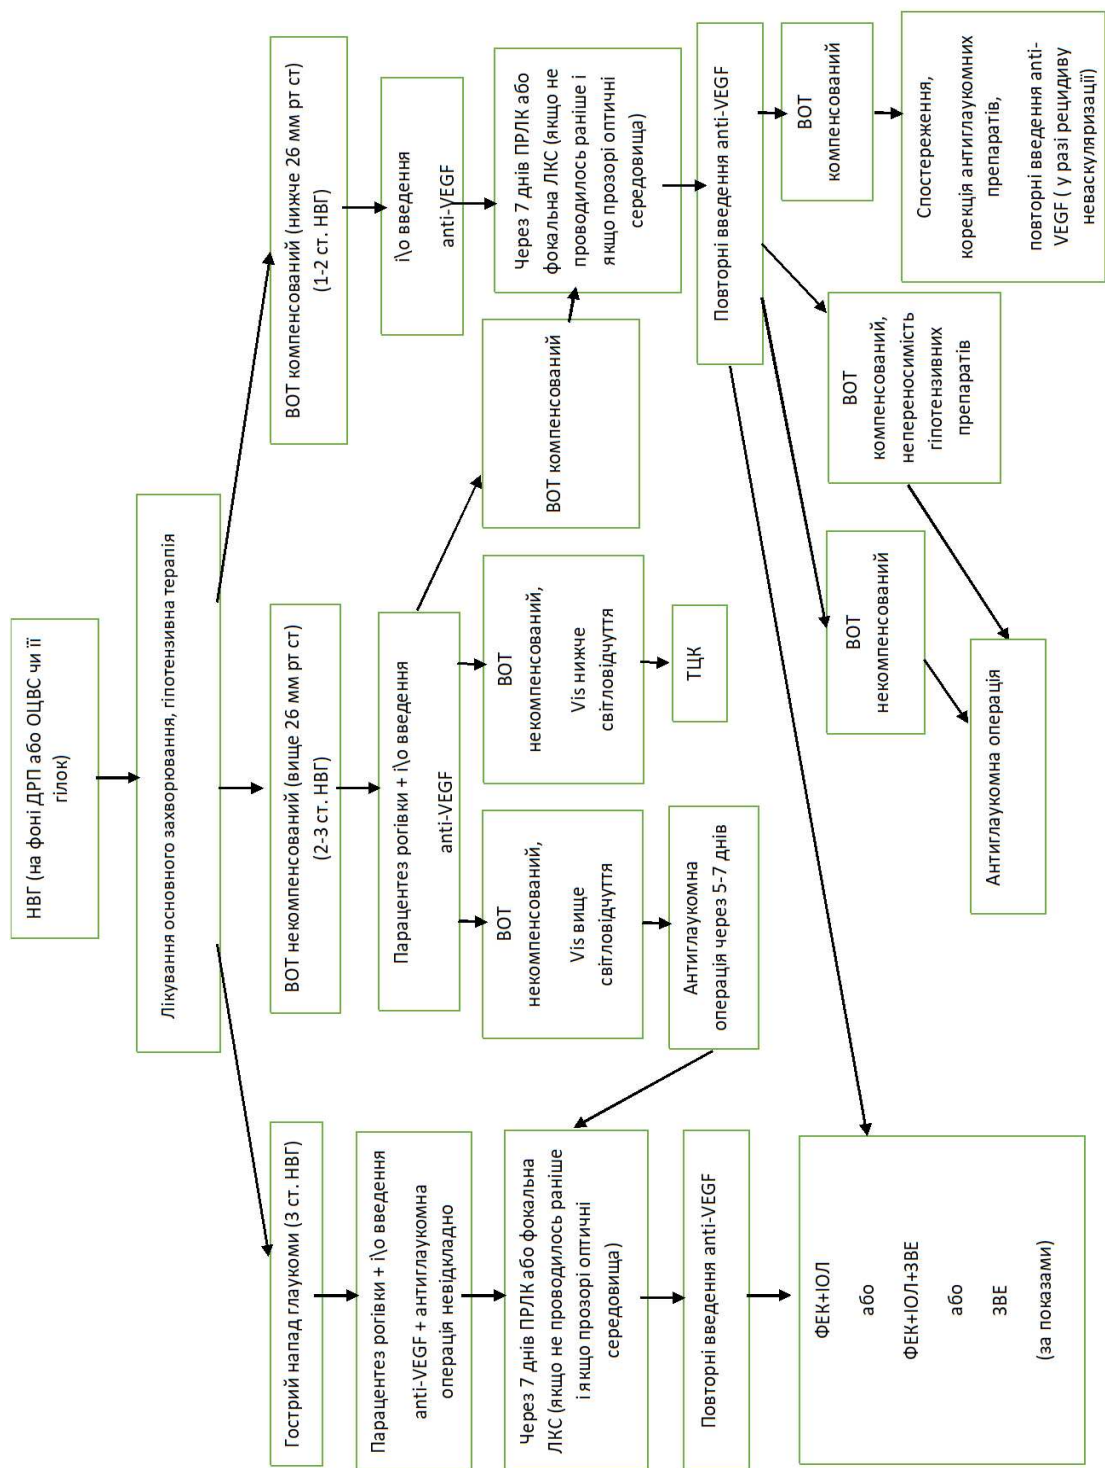 НВГ (на фоні ДРП або ОЦВС чи її
гілок)
Лікування основного захворювання, гіпотензивна терапія
Гострий напад глаукоми (3 ст. НВГ)
ВОТ некомпенсований (вище 26 мм рт ст)
(2-3 ст. НВГ)
ВОТ компенсований (нижче 26 мм рт ст)
(1-2 ст. НВГ)
Парацентез рогівки + і\о введення
anti-VEGF + антиглаукомна
операція невідкладно
Парацентез рогівки + і\о введення
anti-VEGF
і\о введення
anti-VEGF
Через 7 днів ПРЛК або фокальна
ЛКС (якщо не проводилось раніше
і якщо прозорі оптичні
середовища)
ВОТ
некомпенсований,
Vis вище
світловідчуття
ВОТ
некомпенсований,
Vis нижче
світловідчуття
ВОТ компенсований
Через 7 днів ПРЛК або
фокальна ЛКС (якщо не
проводилось раніше і
якщо прозорі оптичні
середовища)
Повторні введення anti-VEGF
Антиглаукомна
операція через 5-7 днів
ТЦК
Повторні введення anti-VEGF
ФЕК+ІОЛ
або
ФЕК+ІОЛ+ЗВЕ
або
ЗВЕ
(за показами)
ВОТ
некомпенсований
ВОТ
компенсований,
непереносимість
гіпотензивних
препаратів
ВОТ
компенсований
Антиглаукомна операція
Спостереження,
корекція антиглаукомних
препаратів,
повторні введення anti-
VEGF ( у разі рецидиву
неваскуляризації)